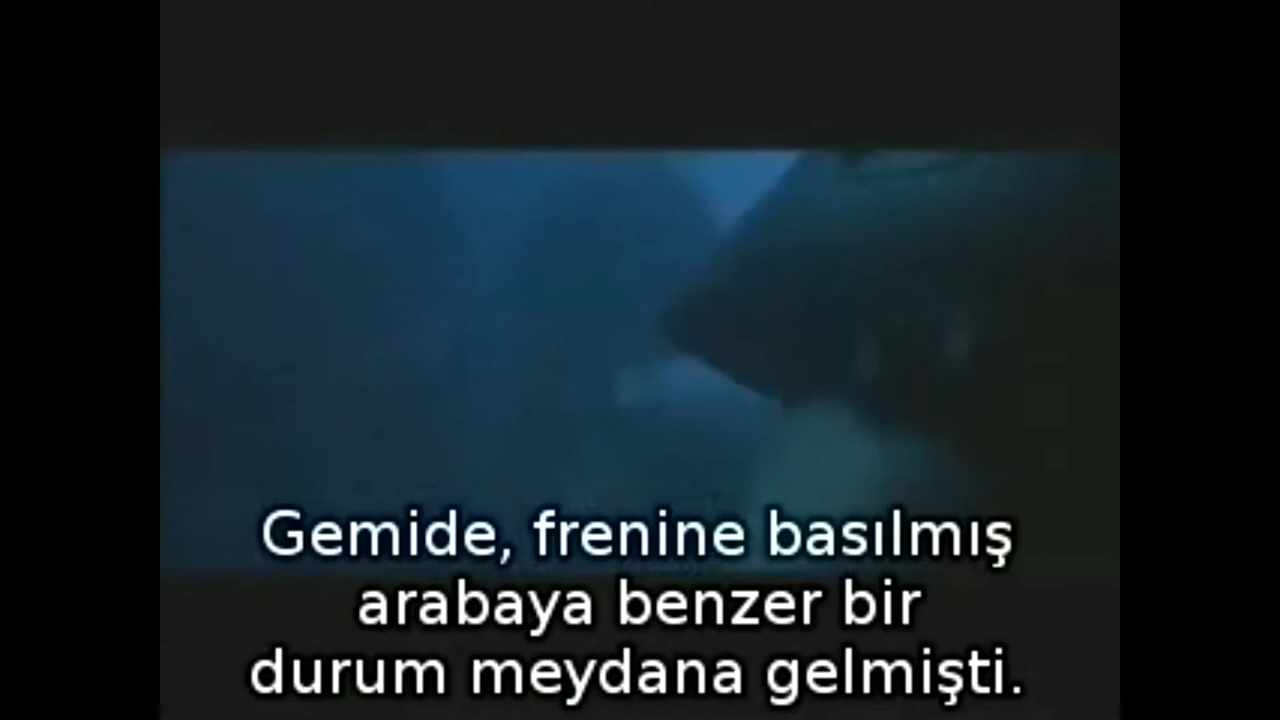 Gemide, frenine basılmış
arabaya benzer bir
durum meydana gelmişti.